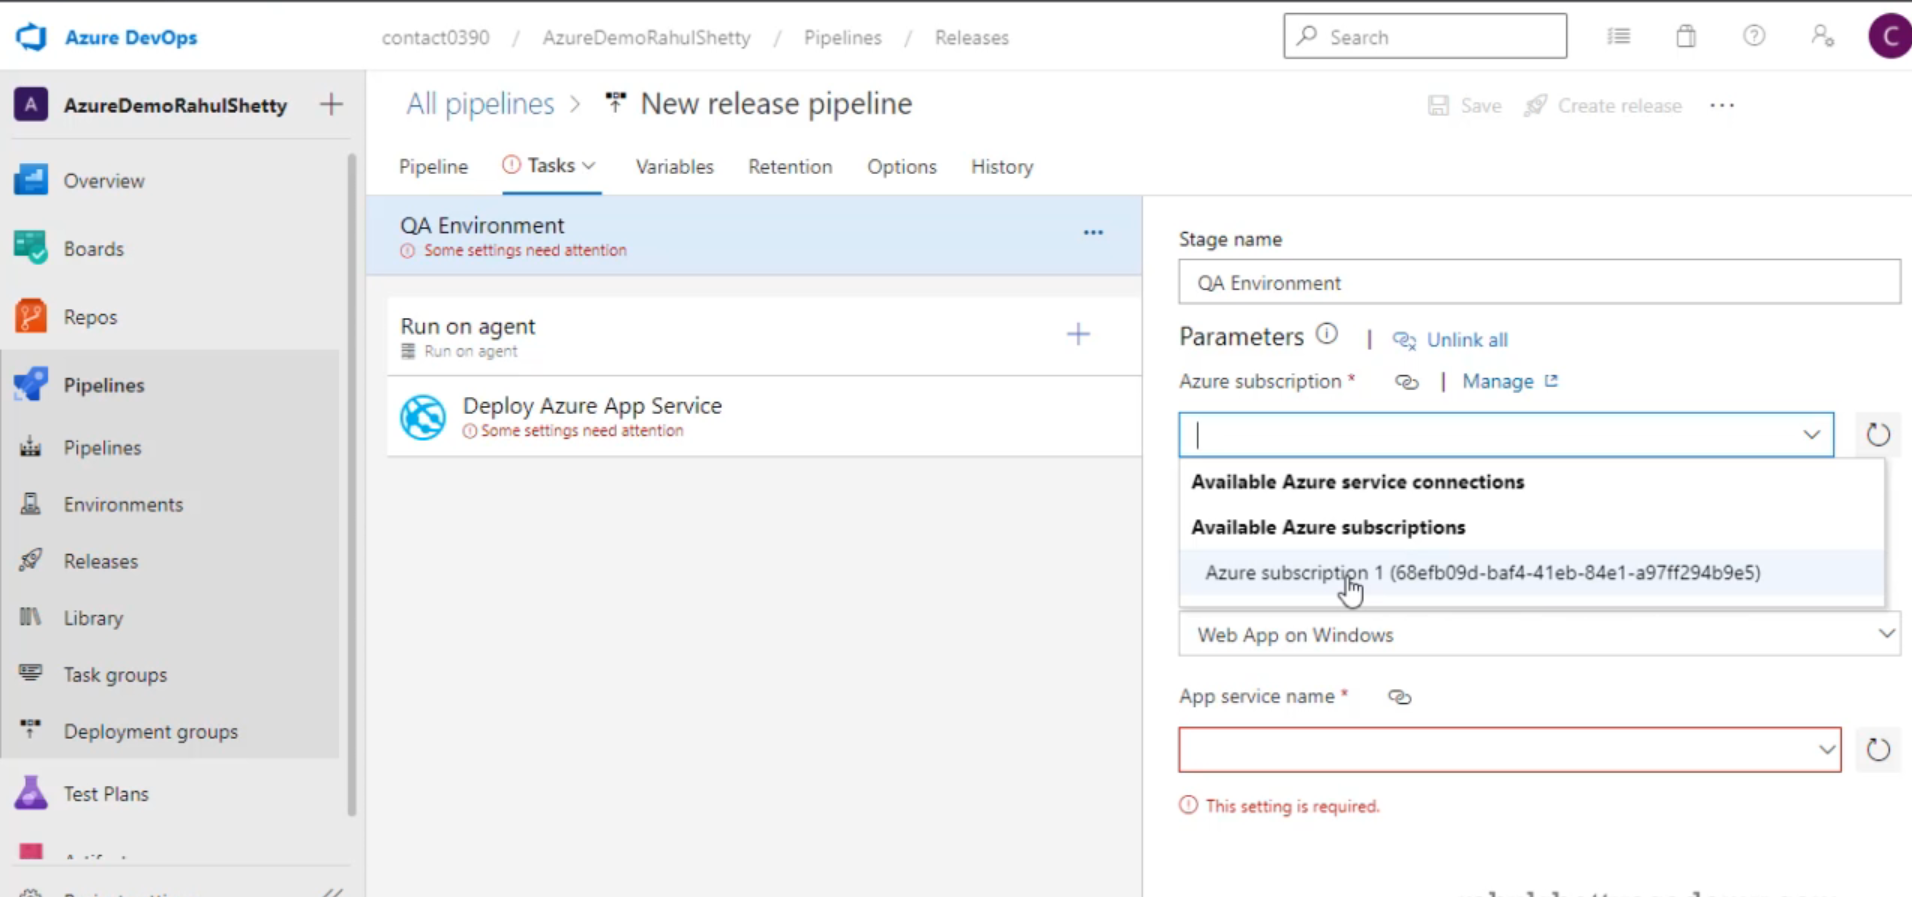 Azure DevOps
contact0390 / AzureDemoRahulShetty / Pipelines / Releases
Search
C
A AzureDemoRahulShetty
Overview
Boards
Repos
Pipelines
Pipelines
Environments
Releases
Library
Task groups
Deployment groups
Test Plans
All pipelines > New release pipeline
Save Create release ...
Pipeline Tasks Variables Retention Options History
QA Environment
Some settings need attention
Run on agent
Run on agent
Deploy Azure App Service
Some settings need attention
Stage name
QA Environment
Parameters | Unlink all
Azure subscription * | Manage
Available Azure service connections
Available Azure subscriptions
Azure subscription 1 (68efb09d-baf4-41eb-84e1-a97ff294b9e5)
Web App on Windows
App service name *
This setting is required.